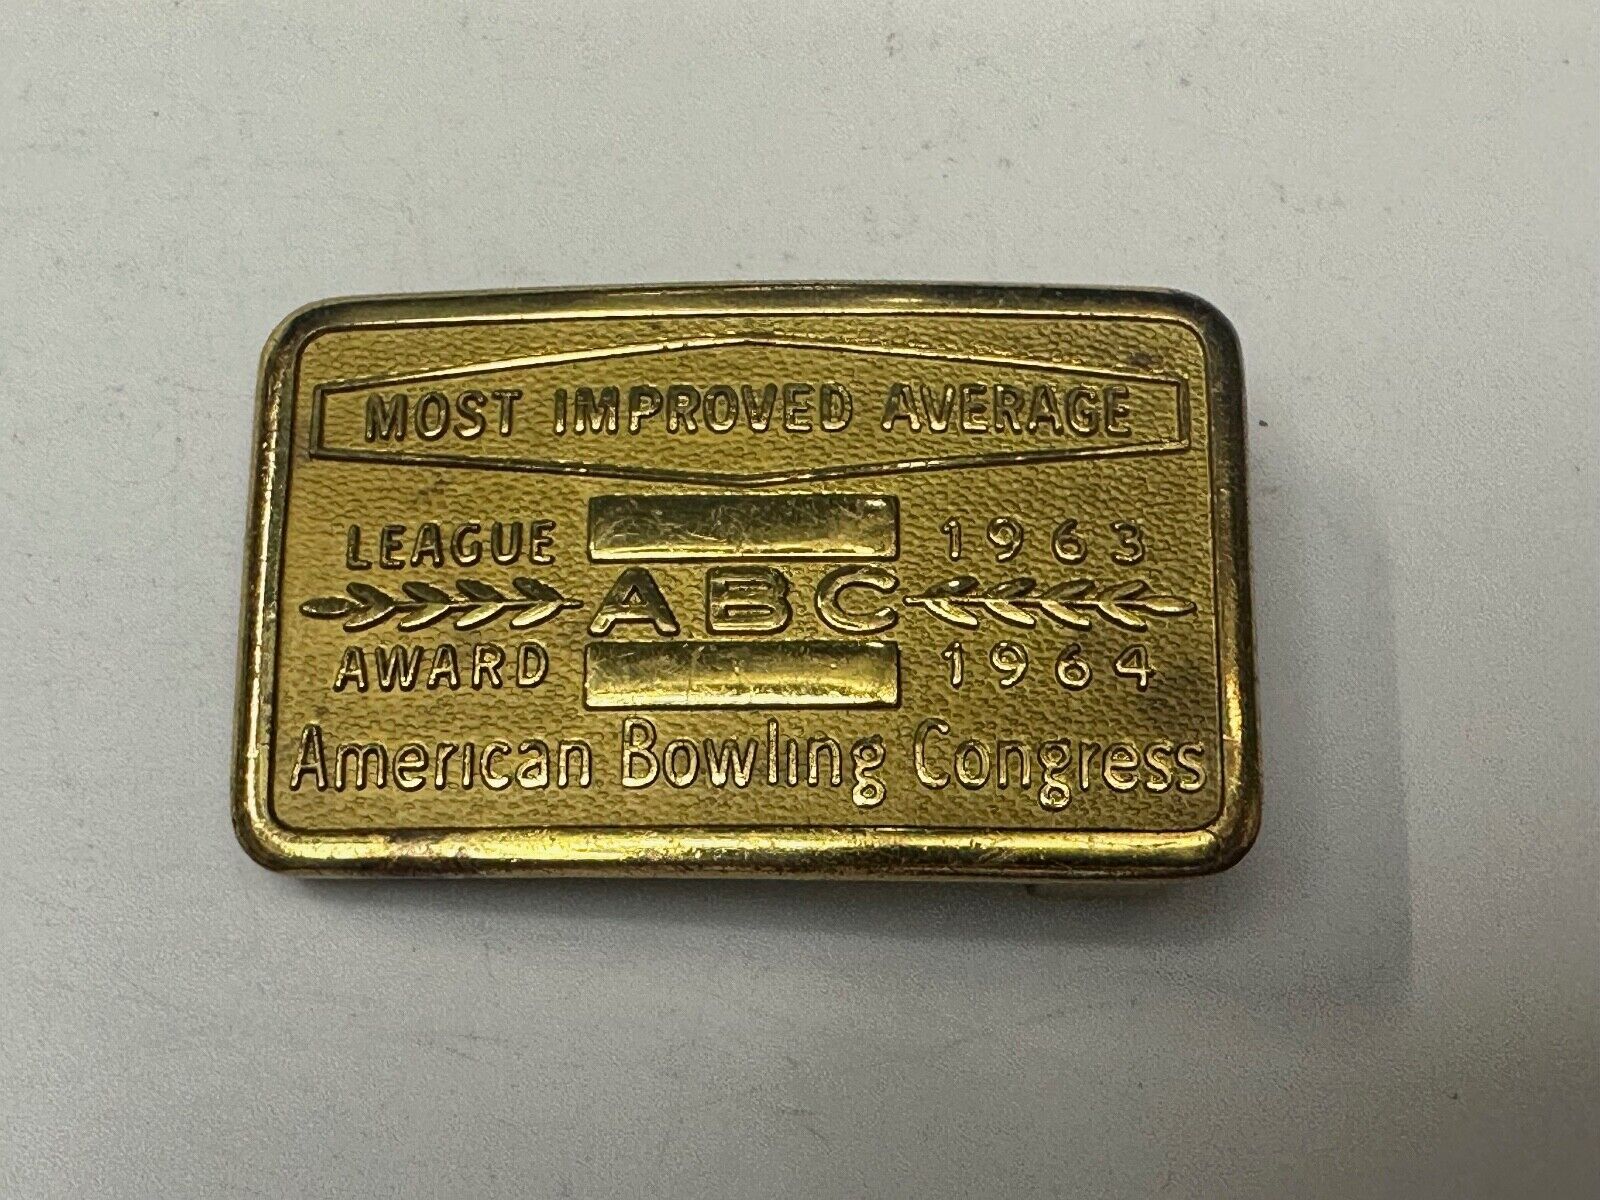 MOST IMPROVED AVERAGE
LEAGUE 1963
ABC
AWARD 1964
American Bowling Congress